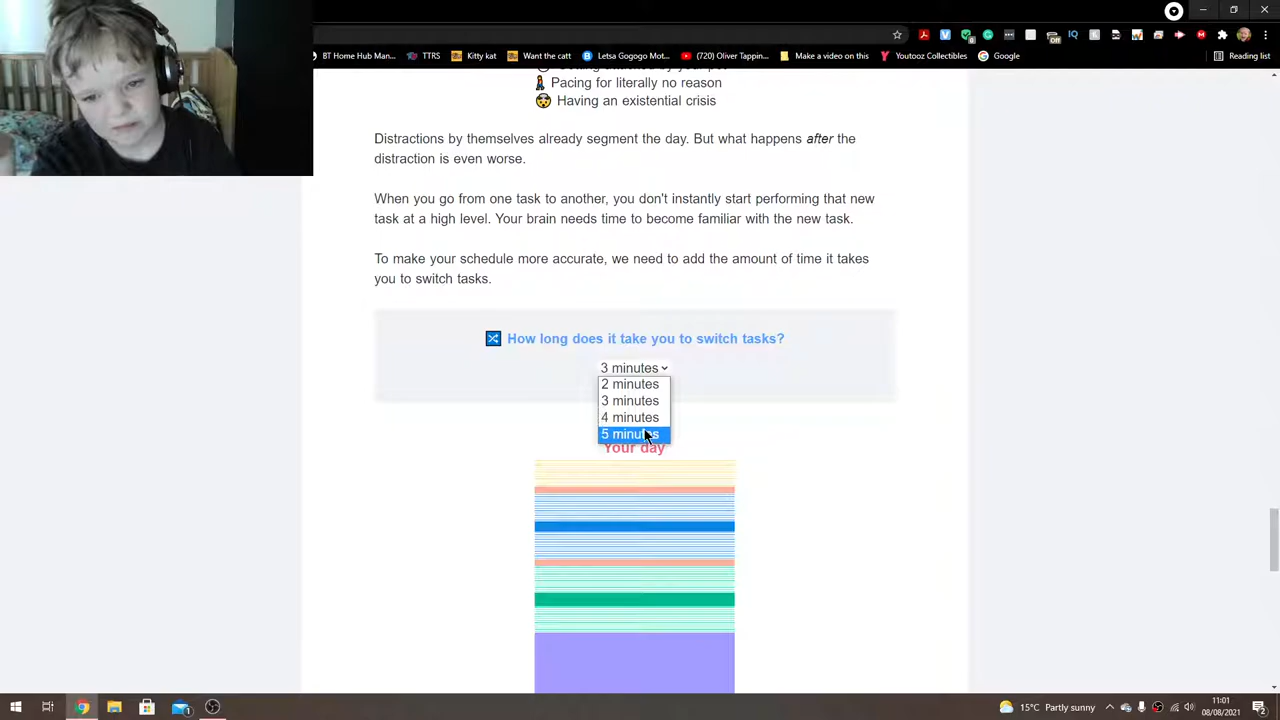 BT Home Hub Man...
TTRS
Kitty kat
Want the catt
Letsa Gogogo Mot...
(720) Oliver Tappin...
Make a video on this
Youtooz Collectibles
Google
Reading list
Pacing for literally no reason
Having an existential crisis
Distractions by themselves already segment the day. But what happens after the
distraction is even worse.
When you go from one task to another, you don't instantly start performing that new
task at a high level. Your brain needs time to become familiar with the new task.
To make your schedule more accurate, we need to add the amount of time it takes
you to switch tasks.
How long does it take you to switch tasks?
3 minutes
2 minutes
3 minutes
4 minutes
5 minutes
Your day
15°C Partly sunny
11:01
08/08/2021